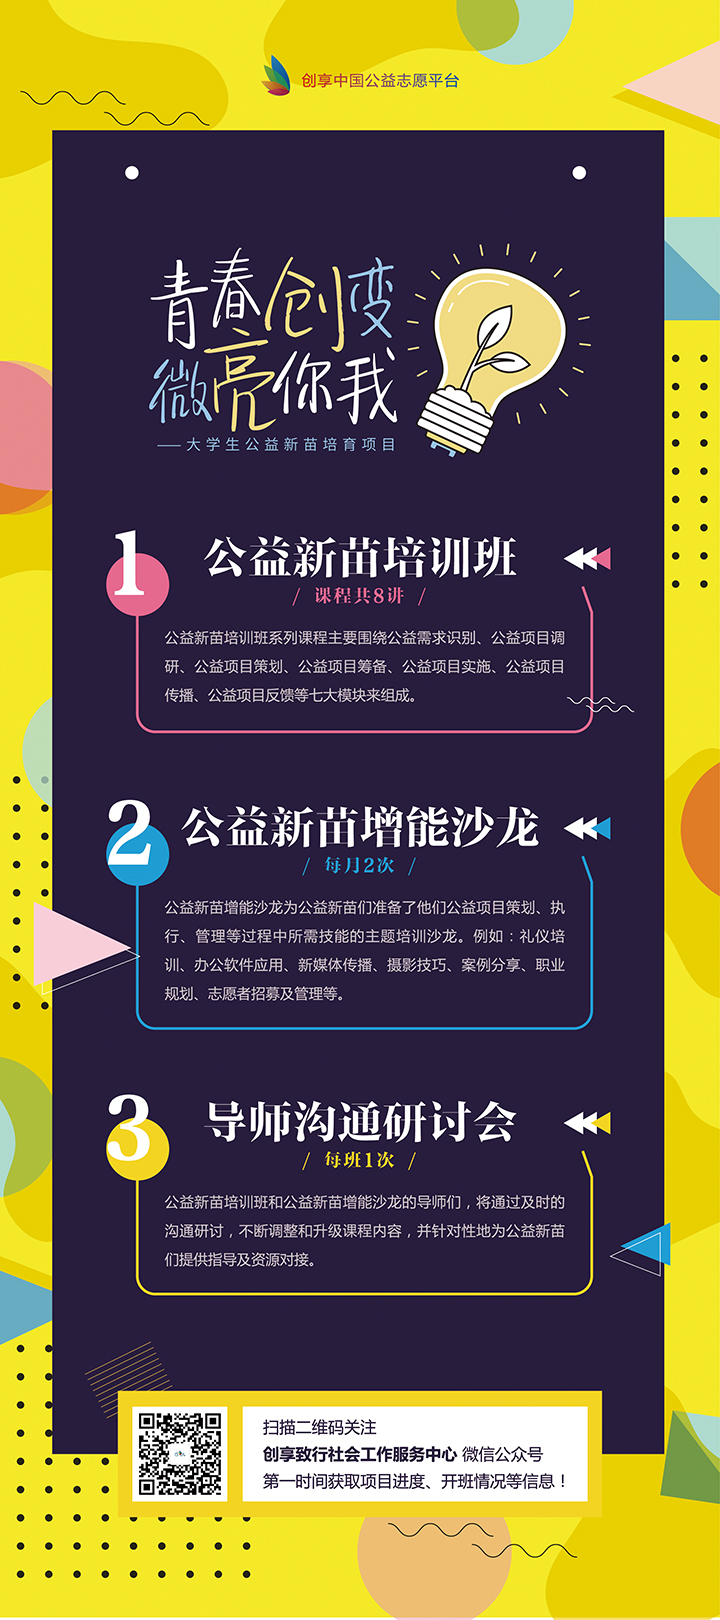 创享中国公益志愿平台
青春创变
微亮你我
——大学生公益新苗培育项目
1
公益新苗培训班
/ 课程共8讲 /
公益新苗培训班系列课程主要围绕公益需求识别、公益项目调
研、公益项目策划、公益项目筹备、公益项目实施、公益项目
传播、公益项目反馈等七大模块来组成。
2
公益新苗增能沙龙
/ 每月2次 /
公益新苗增能沙龙为公益新苗们准备了他们公益项目策划、执
行、管理等过程中所需技能的主题培训沙龙。例如：礼仪培
训、办公软件应用、新媒体传播、摄影技巧、案例分享、职业
规划、志愿者招募及管理等。
3
导师沟通研讨会
/ 每班1次 /
公益新苗培训班和公益新苗增能沙龙的导师们，将通过及时的
沟通研讨，不断调整和升级课程内容，并针对性地为公益新苗
们提供指导及资源对接。
扫描二维码关注
创享致行社会工作服务中心 微信公众号
第一时间获取项目进度、开班情况等信息！